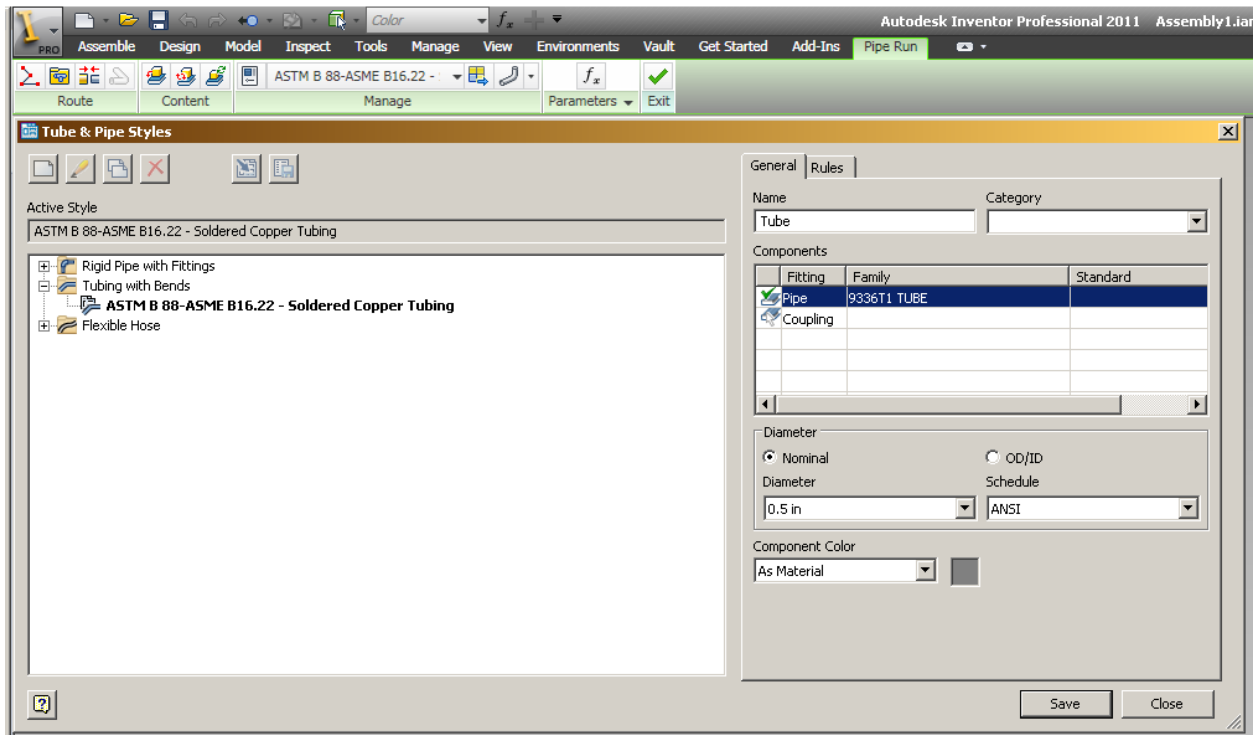 Color
Autodesk Inventor Professional 2011 Assembly1.iam
PRO Assemble Design Model Inspect Tools Manage View Environments Vault Get Started Add-Ins Pipe Run
ASTM B 88-ASME B16.22 -
fx
Route Content Manage Parameters Exit
Tube & Pipe Styles
General Rules
Name Category
Active Style
Tube
ASTM B 88-ASME B16.22 - Soldered Copper Tubing
Components
Rigid Pipe with Fittings
Fitting Family Standard
Tubing with Bends
Pipe 9336T1 TUBE
ASTM B 88-ASME B16.22 - Soldered Copper Tubing
Coupling
Flexible Hose
Diameter
Nominal OD/ID
Diameter Schedule
0.5 in ANSI
Component Color
As Material
Save Close